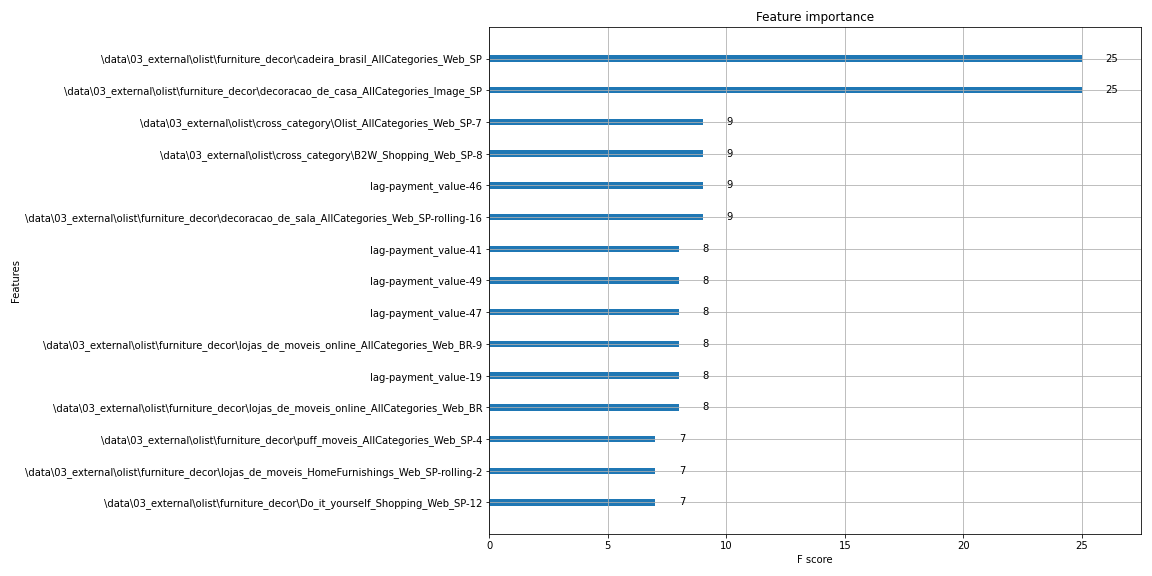 Feature importance
\data\03_external\olist\furniture_decor\cadeira_brasil_AllCategories_Web_SP 25
\data\03_external\olist\furniture_decor\decoracao_de_casa_AllCategories_Image_SP 25
\data\03_external\olist\cross_category\Olist_AllCategories_Web_SP-7 9
\data\03_external\olist\cross_category\B2W_Shopping_Web_SP-8 9
lag-payment_value-46 9
\data\03_external\olist\furniture_decor\decoracao_de_sala_AllCategories_Web_SP-rolling-16 9
lag-payment_value-41 8
lag-payment_value-49 8
lag-payment_value-47 8
\data\03_external\olist\furniture_decor\lojas_de_moveis_online_AllCategories_Web_BR-9 8
lag-payment_value-19 8
\data\03_external\olist\furniture_decor\lojas_de_moveis_online_AllCategories_Web_BR 8
\data\03_external\olist\furniture_decor\puff_moveis_AllCategories_Web_SP-4 7
\data\03_external\olist\furniture_decor\lojas_de_moveis_HomeFurnishings_Web_SP-rolling-2 7
\data\03_external\olist\furniture_decor\Do_it_yourself_Shopping_Web_SP-12 7
Features
0 5 10 15 20 25
F score